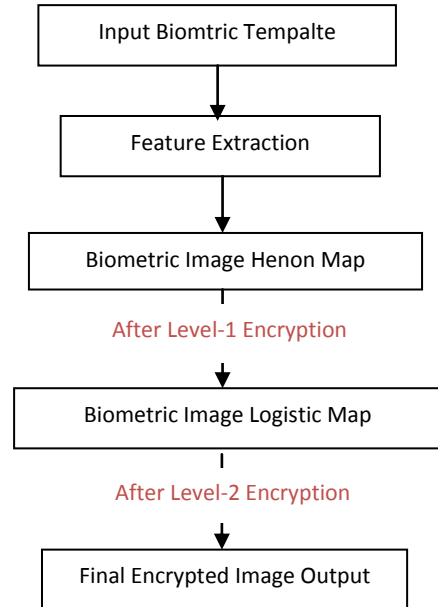 Input Biomtric Tempalte
Feature Extraction
Biometric Image Henon Map
After Level-1 Encryption
Biometric Image Logistic Map
After Level-2 Encryption
Final Encrypted Image Output